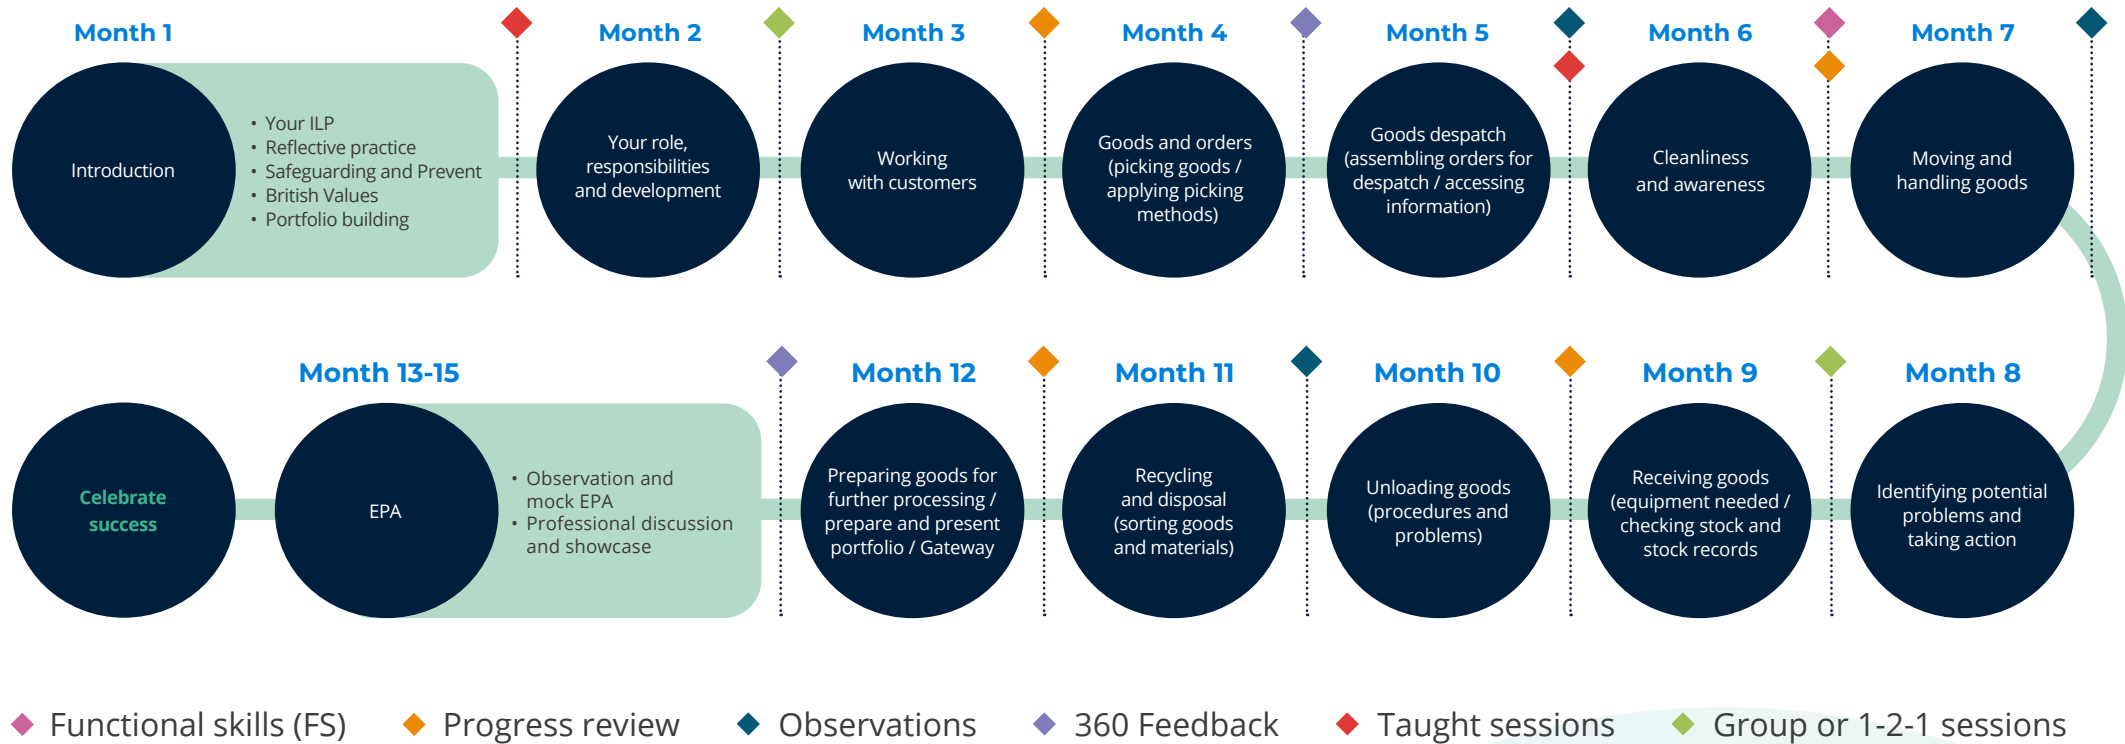 Month 1
Month 2
Month 3
Month 4
Month 5
Month 6
Month 7
Introduction
• Your ILP
• Reflective practice
• Safeguarding and Prevent
• British Values
• Portfolio building
Your role,
responsibilities
and development
Working
with customers
Goods and orders
(picking goods /
applying picking
methods)
Goods despatch
(assembling orders for
despatch / accessing
information)
Cleanliness
and awareness
Moving and
handling goods
Month 13-15
Month 12
Month 11
Month 10
Month 9
Month 8
Celebrate
success
EPA
• Observation and
mock EPA
• Professional discussion
and showcase
Preparing goods for
further processing /
prepare and present
portfolio / Gateway
Recycling
and disposal
(sorting goods
and materials)
Unloading goods
(procedures and
problems)
Receiving goods
(equipment needed /
checking stock and
stock records
Identifying potential
problems and
taking action
Functional skills (FS)
Progress review
Observations
360 Feedback
Taught sessions
Group or 1-2-1 sessions